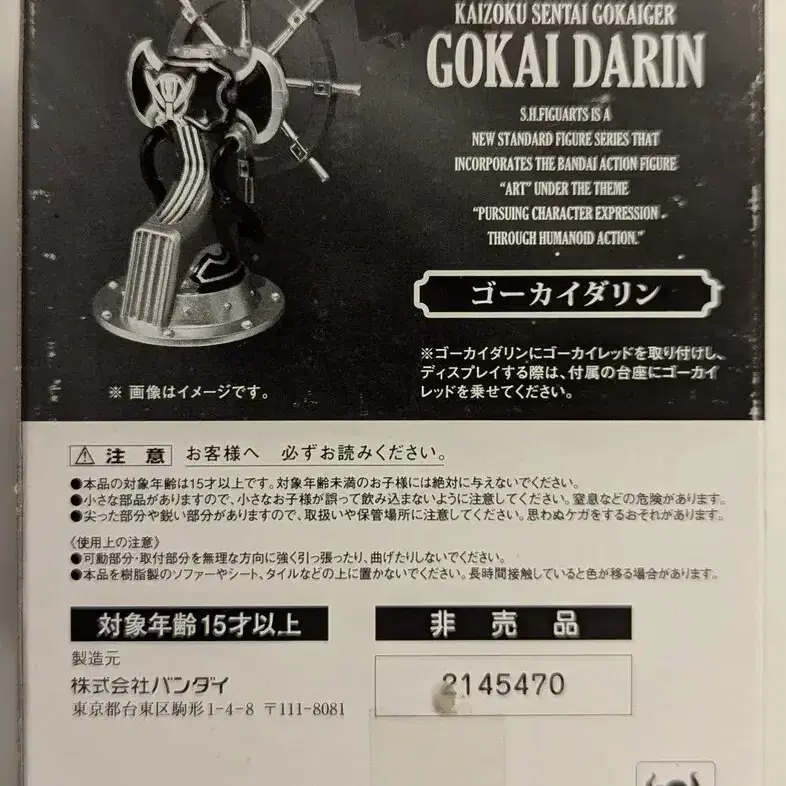 KAIZOKU SENTAI GOKAIGER
GOKAI DARIN
S.H.FIGUARTS IS A
NEW STANDARD FIGURE SERIES THAT
INCORPORATES THE BANDAI ACTION FIGURE
“ART” UNDER THE THEME
“PURSUING CHARACTER EXPRESSION
THROUGH HUMANOID ACTION.”
ゴーカイダリン
※ゴーカイダリンにゴーカイレッドを取り付けし、
ディスプレイする際は、付属の台座にゴーカイ
レッドを乗せてください。
※ 画像はイメージです。
注 意 お客様へ 必ずお読みください。
●本品の対象年齢は15才以上です。対象年齢未満のお子様には絶対に与えないでください。
●小さな部品がありますので、小さなお子様が誤って飲み込まないように注意してください。窒息などの危険があります。
●尖った部分や鋭い部分がありますので、取扱いや保管場所に注意してください。思わぬケガをするおそれがあります。
《使用上の注意》
●可動部分・取付部分を無理な方向に強く引っ張ったり、曲げたりしないでください。
●本品を樹脂製のソファーやシート、タイルなどの上に置かないでください。長時間接触していると色が移る場合があります。
対象年齢15才以上
非売品
製造元
株式会社バンダイ
東京都台東区駒形1-4-8 〒111-8081
2145470